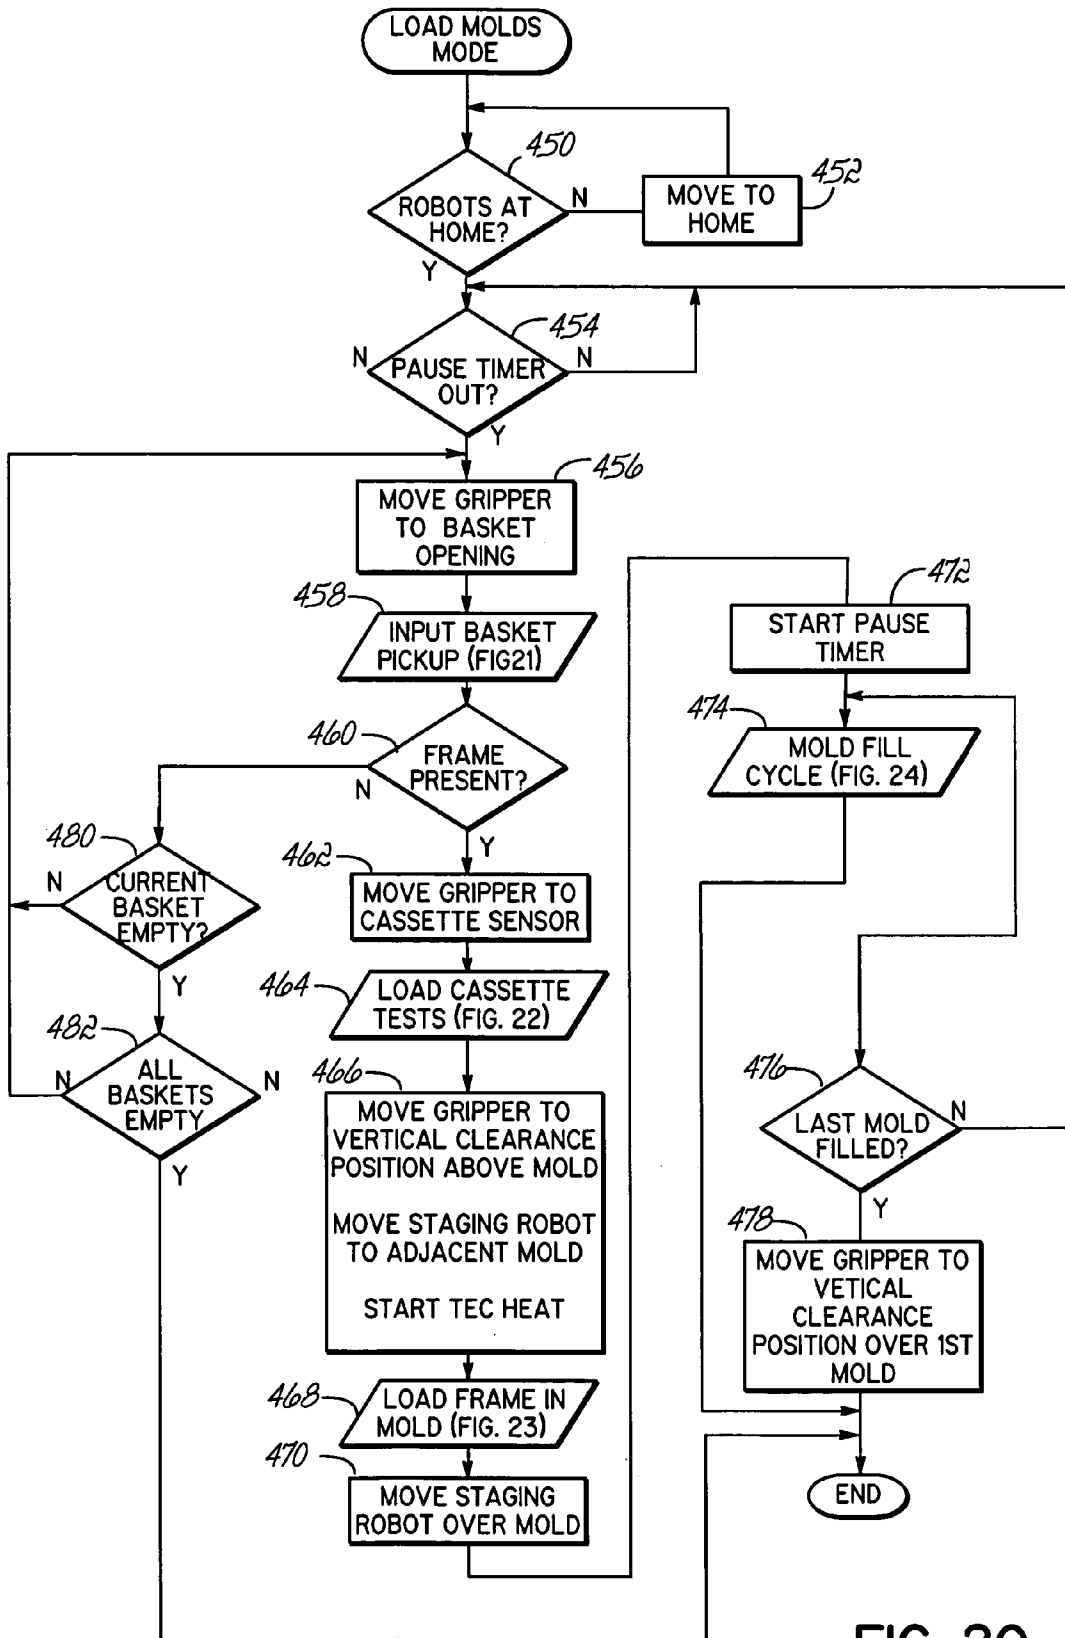 LOAD MOLDS
MODE
450
ROBOTS AT
HOME?
N
Y
452
MOVE TO
HOME
454
N
PAUSE TIMER
OUT?
N
Y
456
MOVE GRIPPER
TO BASKET
OPENING
458
INPUT BASKET
PICKUP (FIG21)
460
FRAME
PRESENT?
N
Y
480
N
CURRENT
BASKET
EMPTY?
Y
482
N
ALL
BASKETS
EMPTY
N
Y
462
MOVE GRIPPER TO
CASSETTE SENSOR
464
LOAD CASSETTE
TESTS (FIG. 22)
466
MOVE GRIPPER TO
VERTICAL CLEARANCE
POSITION ABOVE MOLD
MOVE STAGING ROBOT
TO ADJACENT MOLD
START TEC HEAT
468
LOAD FRAME IN
MOLD (FIG. 23)
470
MOVE STAGING
ROBOT OVER MOLD
472
START PAUSE
TIMER
474
MOLD FILL
CYCLE (FIG. 24)
476
LAST MOLD
FILLED?
N
Y
478
MOVE GRIPPER TO
VETICAL
CLEARANCE
POSITION OVER 1ST
MOLD
END
FIG. 20